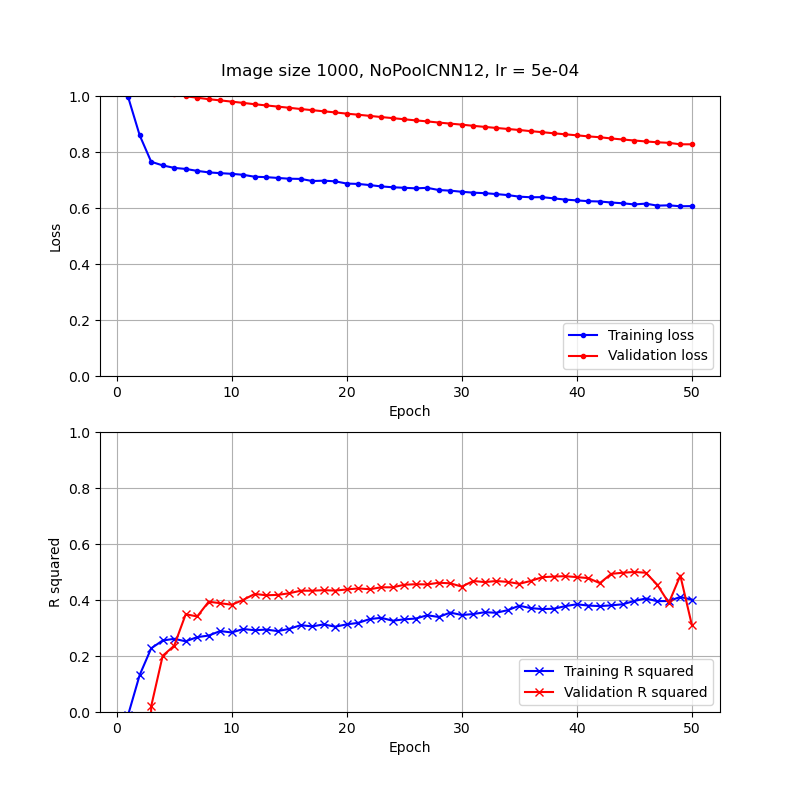 Image size 1000, NoPoolCNN12, lr = 5e-04
1.0
0.8
0.6
0.4
0.2
0.0
Loss
Training loss
Validation loss
0 10 20 30 40 50
Epoch
1.0
0.8
0.6
0.4
0.2
0.0
R squared
Training R squared
Validation R squared
0 10 20 30 40 50
Epoch